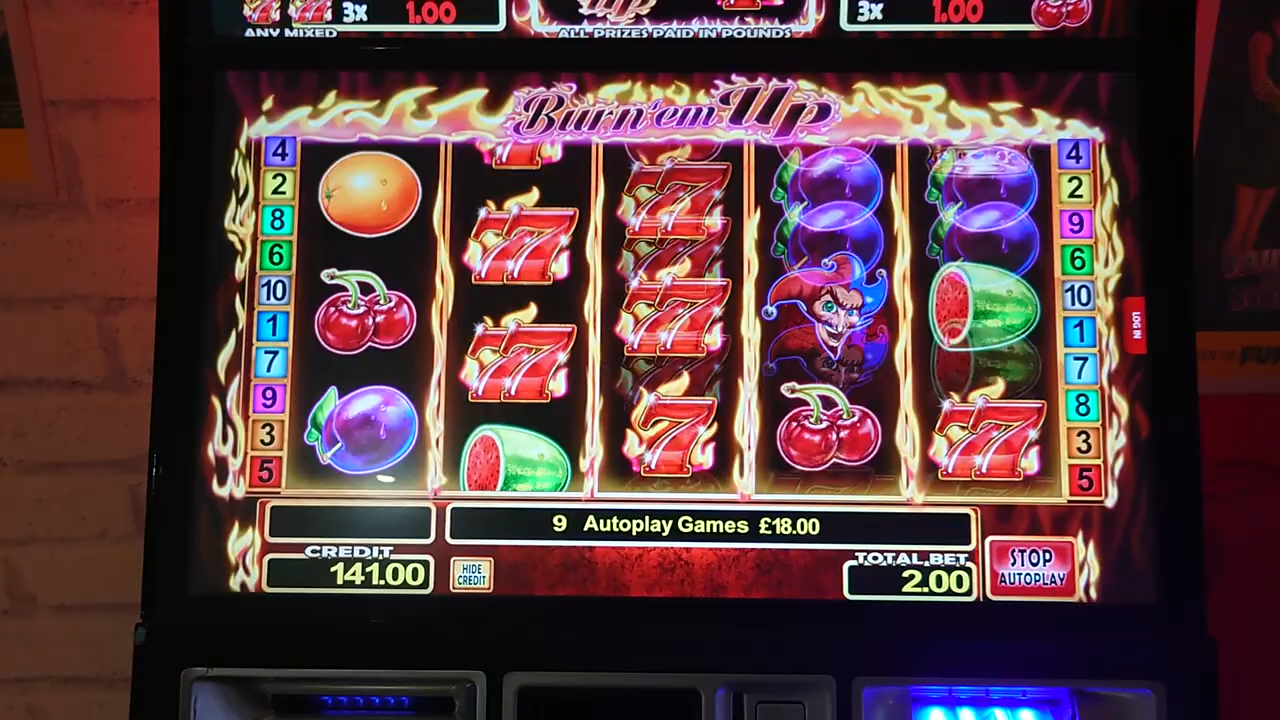 3x 1.00
ANY MIXED
ALL PRIZES PAID IN POUNDS
3x 1.00
Burn'em Up
4
2
8
6
10
1
7
9
3
5
4
2
9
6
10
1
7
8
3
5
LOG IN
9 Autoplay Games £18.00
CREDIT
141.00
HIDE
CREDIT
TOTAL BET
2.00
STOP
AUTOPLAY